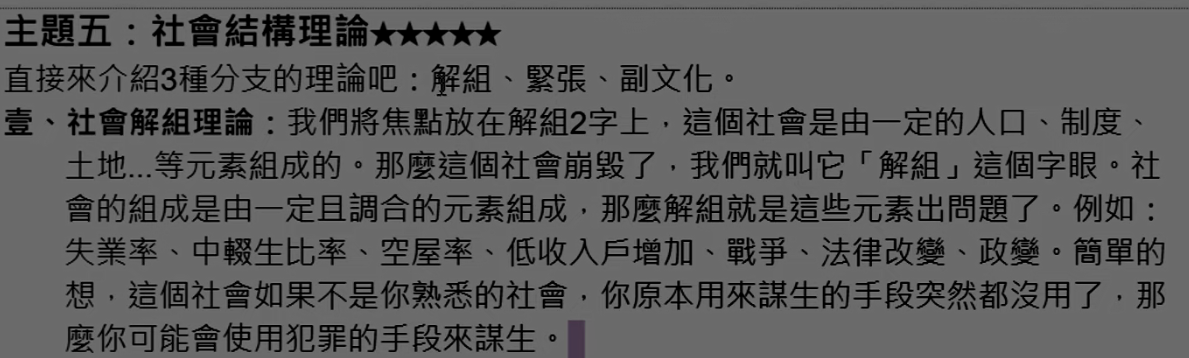 主題五：社會結構理論★★★★★
直接來介紹3種分支的理論吧：解組、緊張、副文化。
壹、社會解組理論：我們將焦點放在解組2字上，這個社會是由一定的人口、制度、
土地...等元素組成的。那麼這個社會崩毀了，我們就叫它「解組」這個字眼。社
會的組成是由一定且調合的元素組成，那麼解組就是這些元素出問題了。例如：
失業率、中輟生比率、空屋率、低收入戶增加、戰爭、法律改變、政變。簡單的
想，這個社會如果不是你熟悉的社會，你原本用來謀生的手段突然都沒用了，那
麼你可能會使用犯罪的手段來謀生。